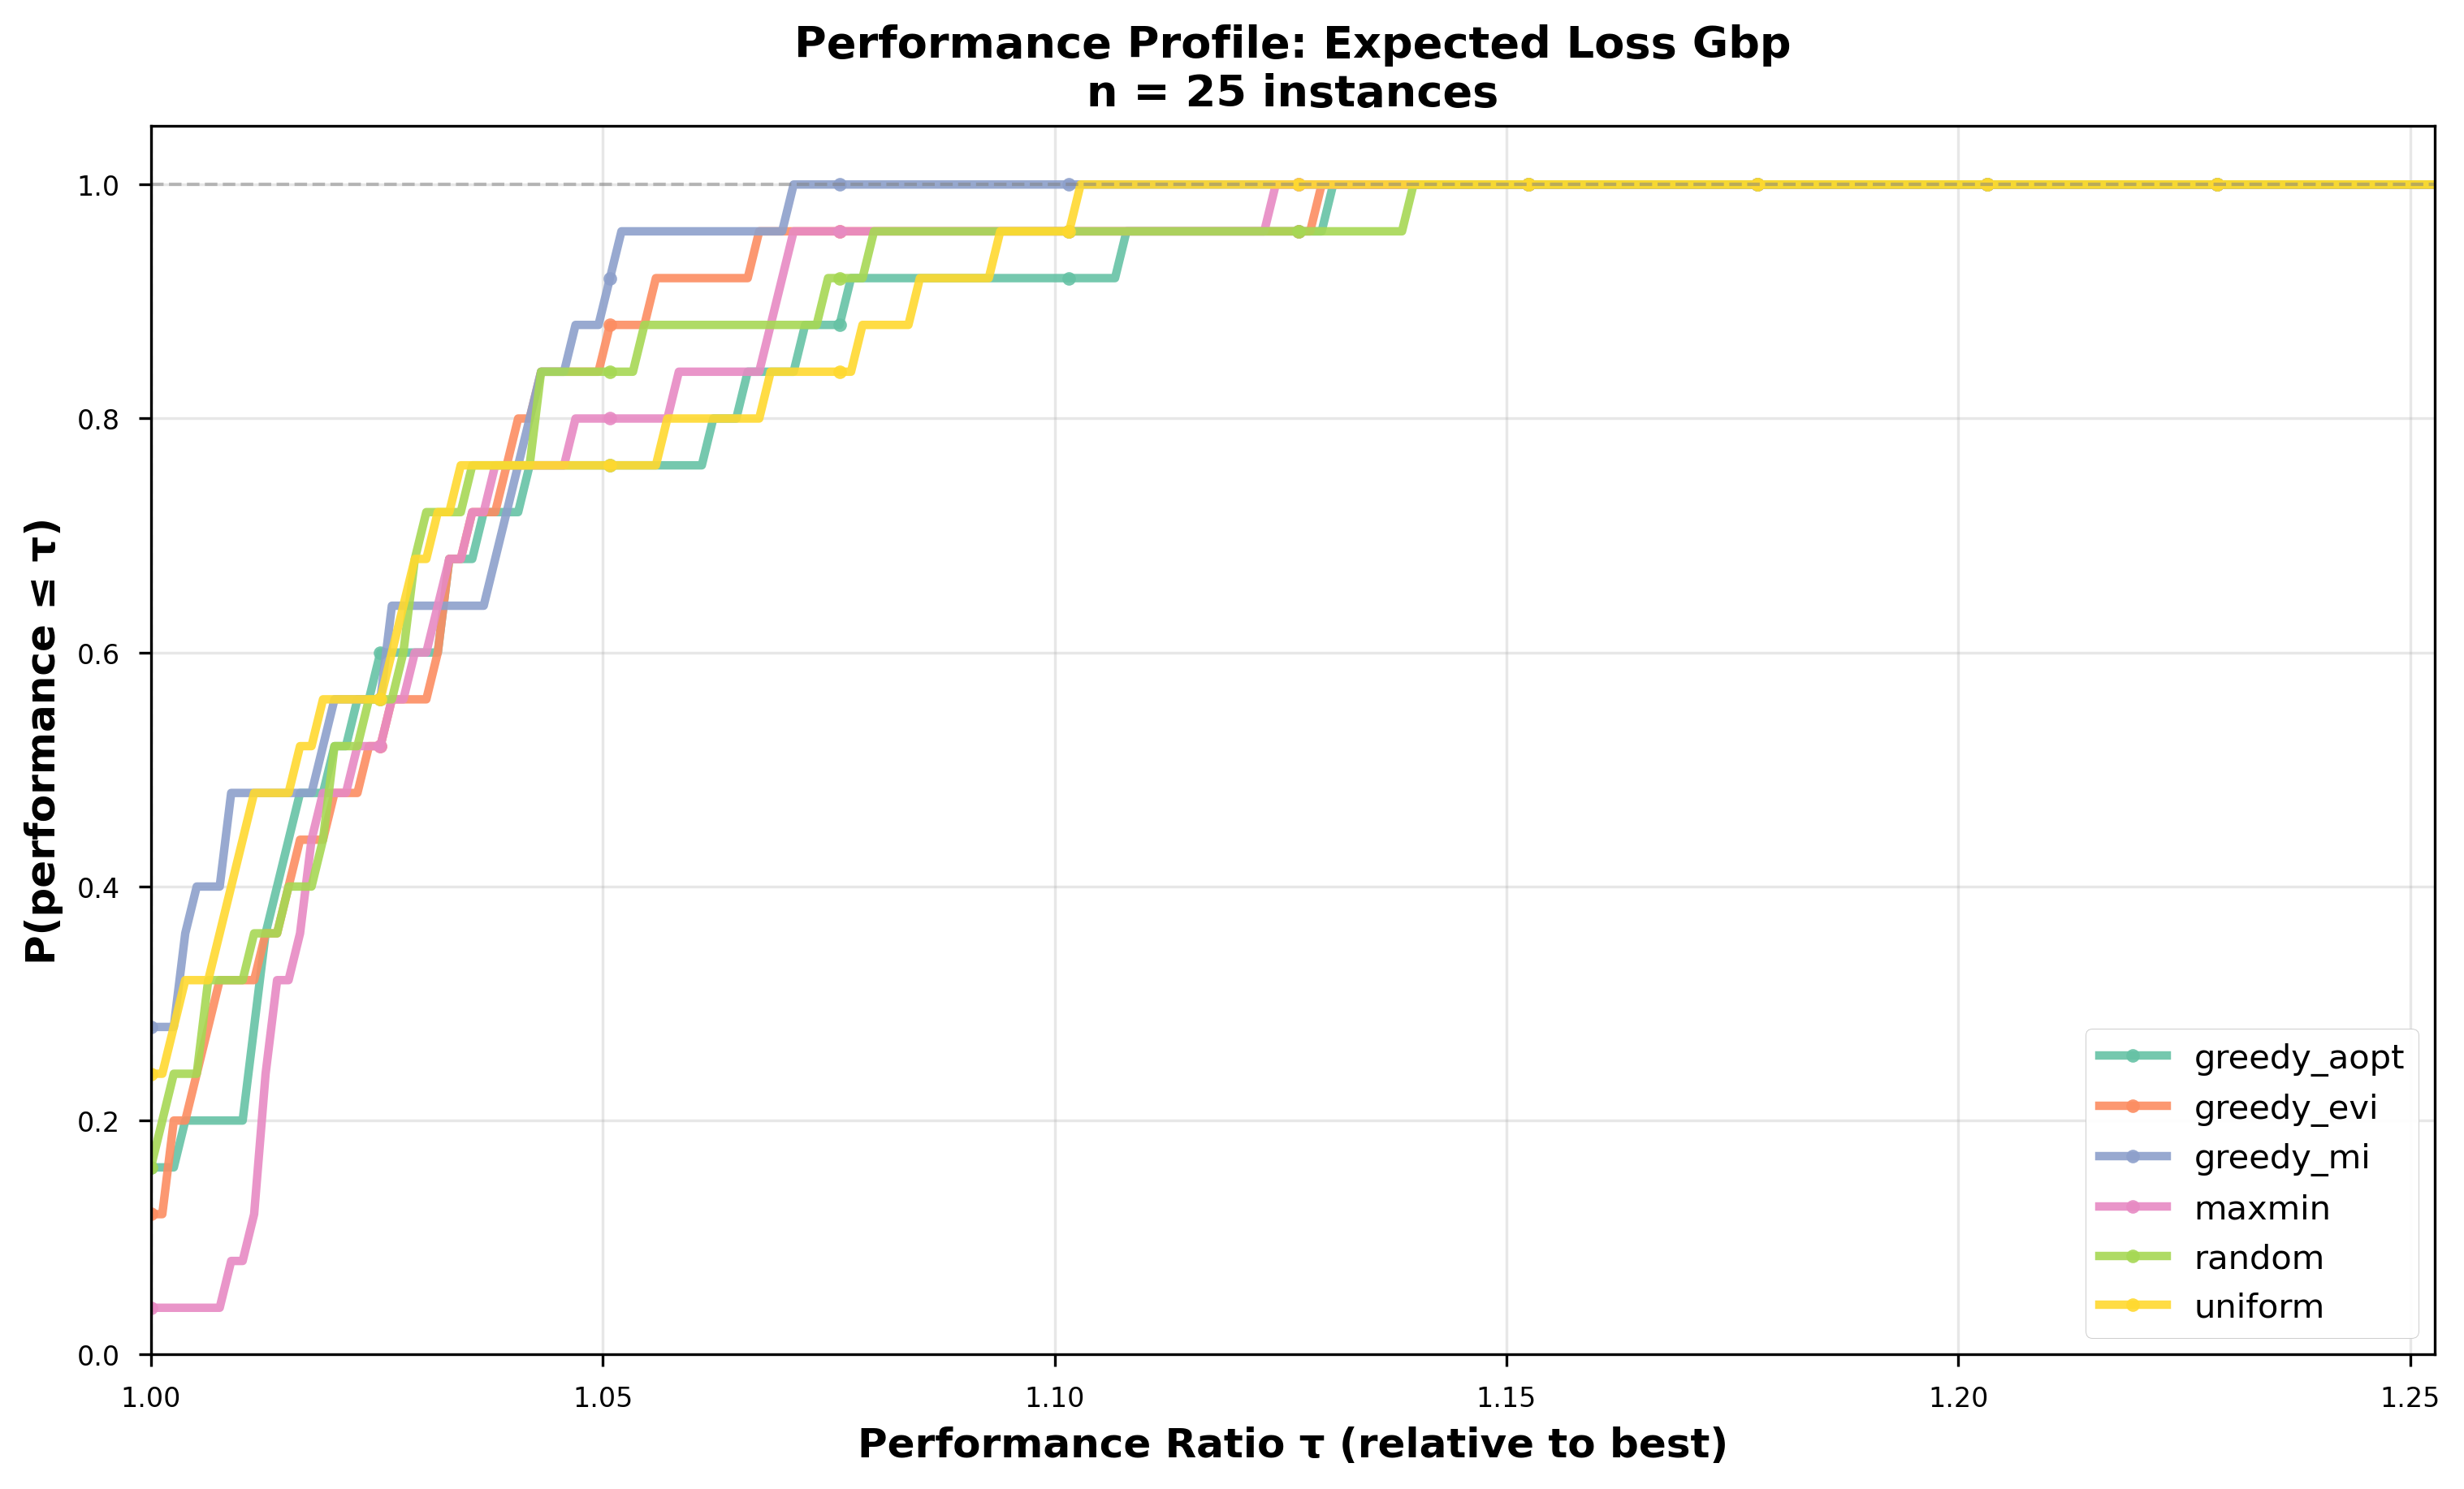 Performance Profile: Expected Loss Gbp
n = 25 instances
P(performance ≤ τ)
1.0
0.8
0.6
0.4
0.2
0.0
1.00
1.05
1.10
1.15
1.20
1.25
Performance Ratio τ (relative to best)
greedy_aopt
greedy_evi
greedy_mi
maxmin
random
uniform